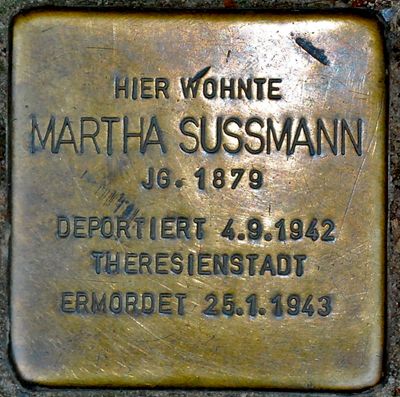 HIER WOHNTE
MARTHA SUSSMANN
JG. 1879
DEPORTIERT 4.9.1942
THERESIENSTADT
ERMORDET 25.1.1943